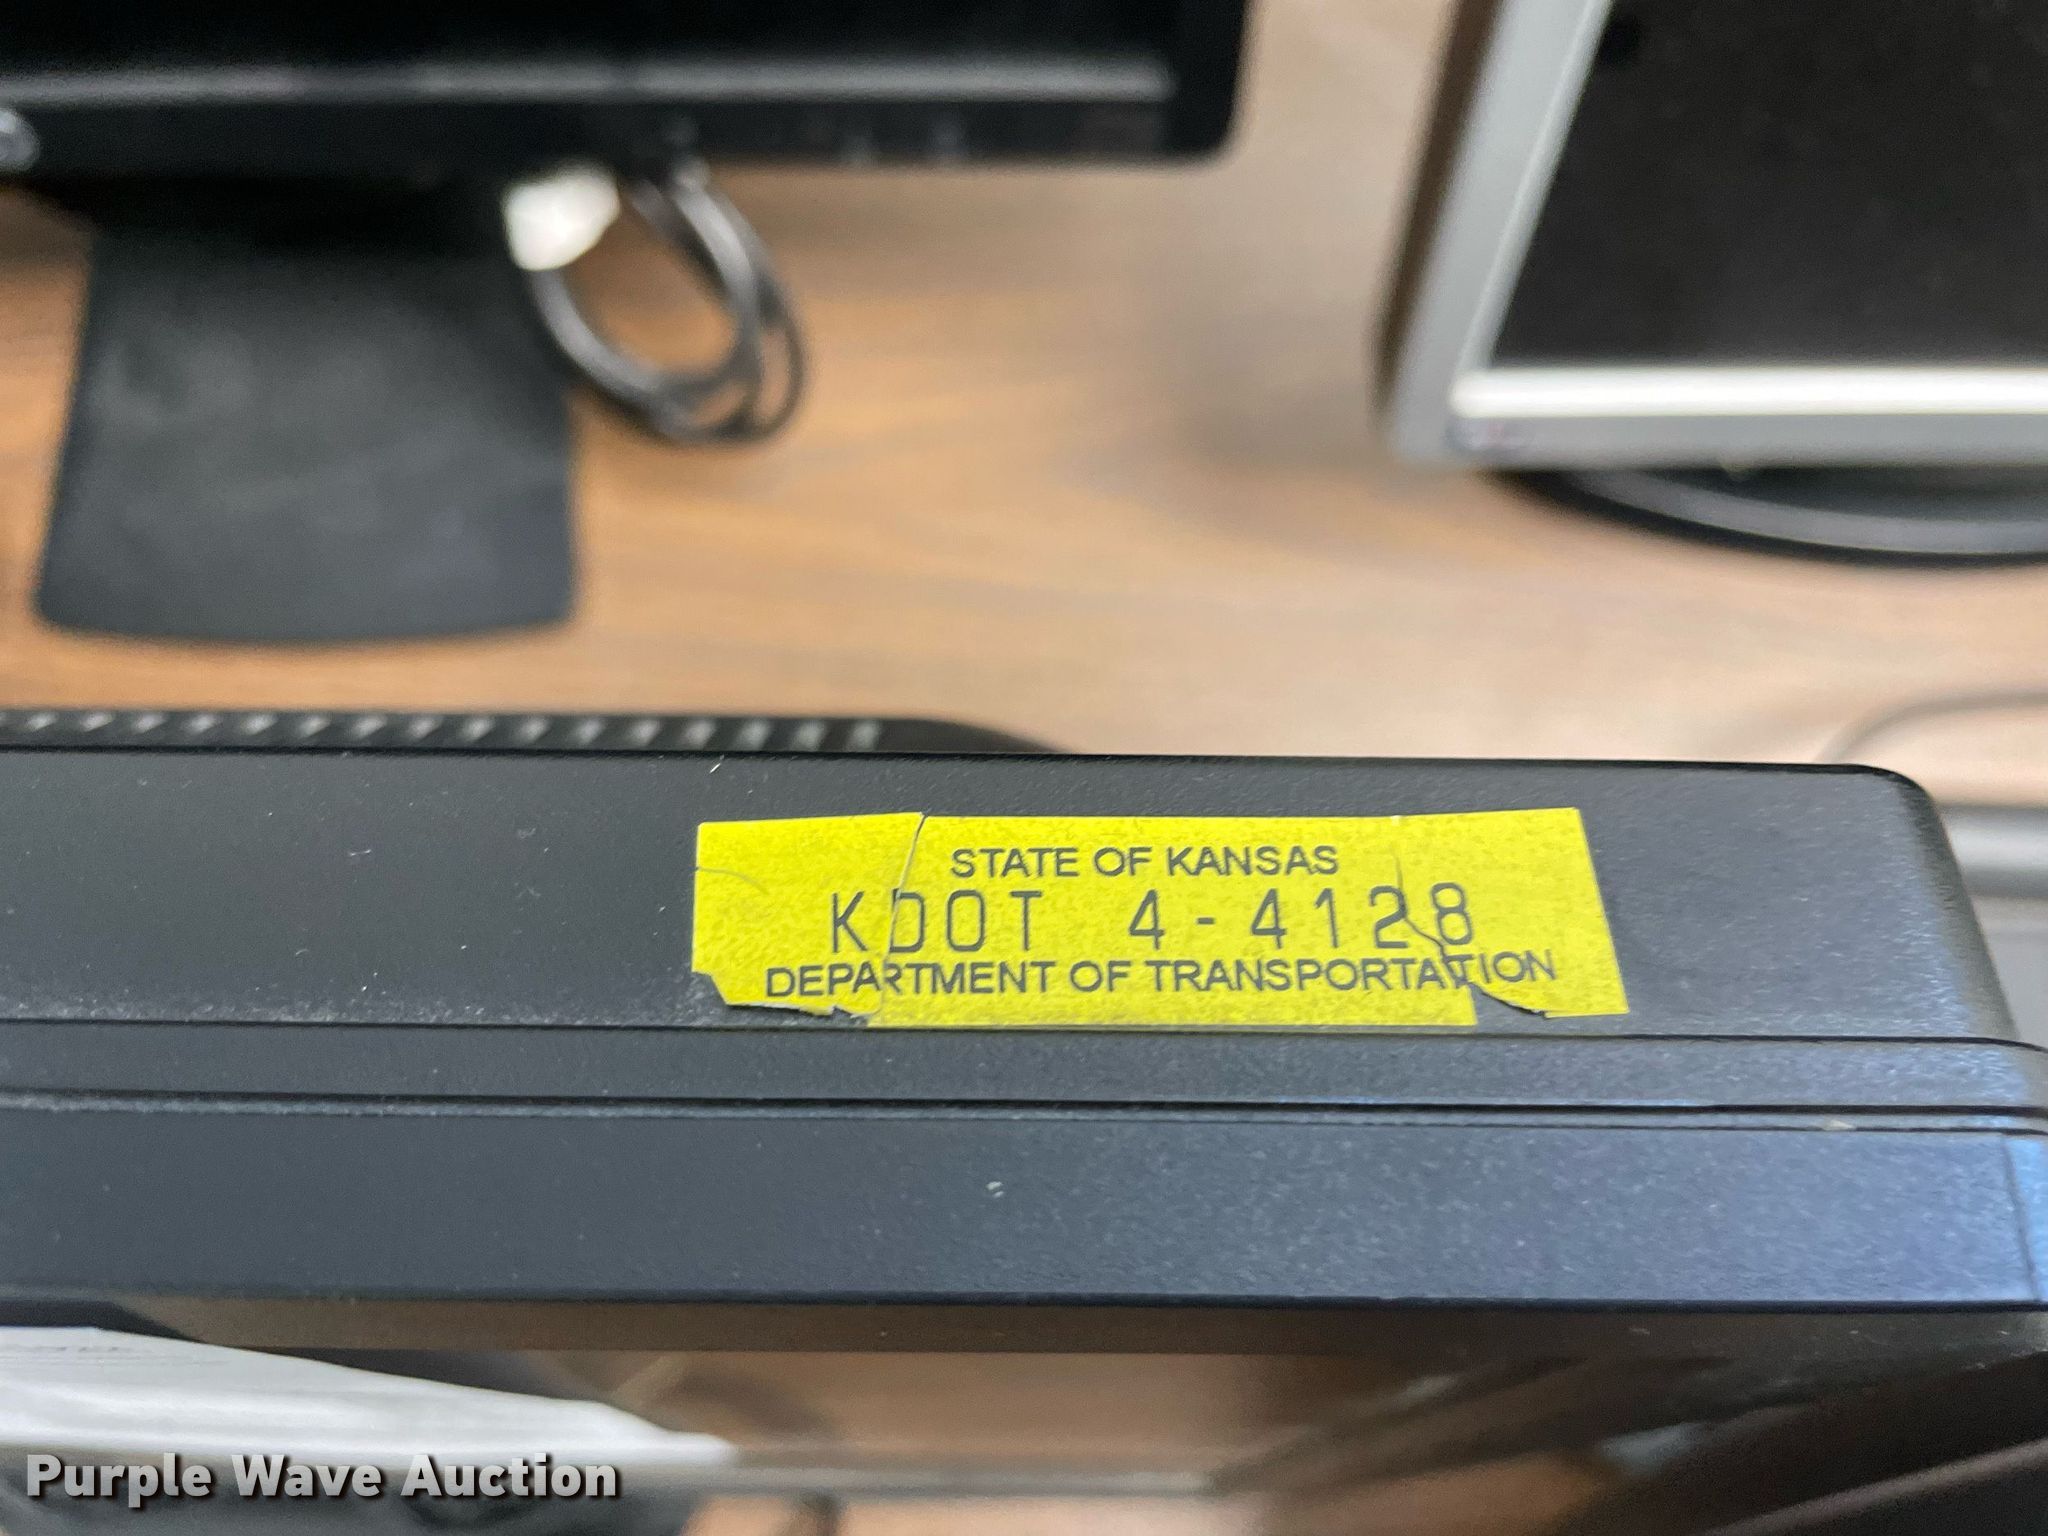 STATE OF KANSAS
KDOT 4-4128
DEPARTMENT OF TRANSPORTATION
Purple Wave Auction